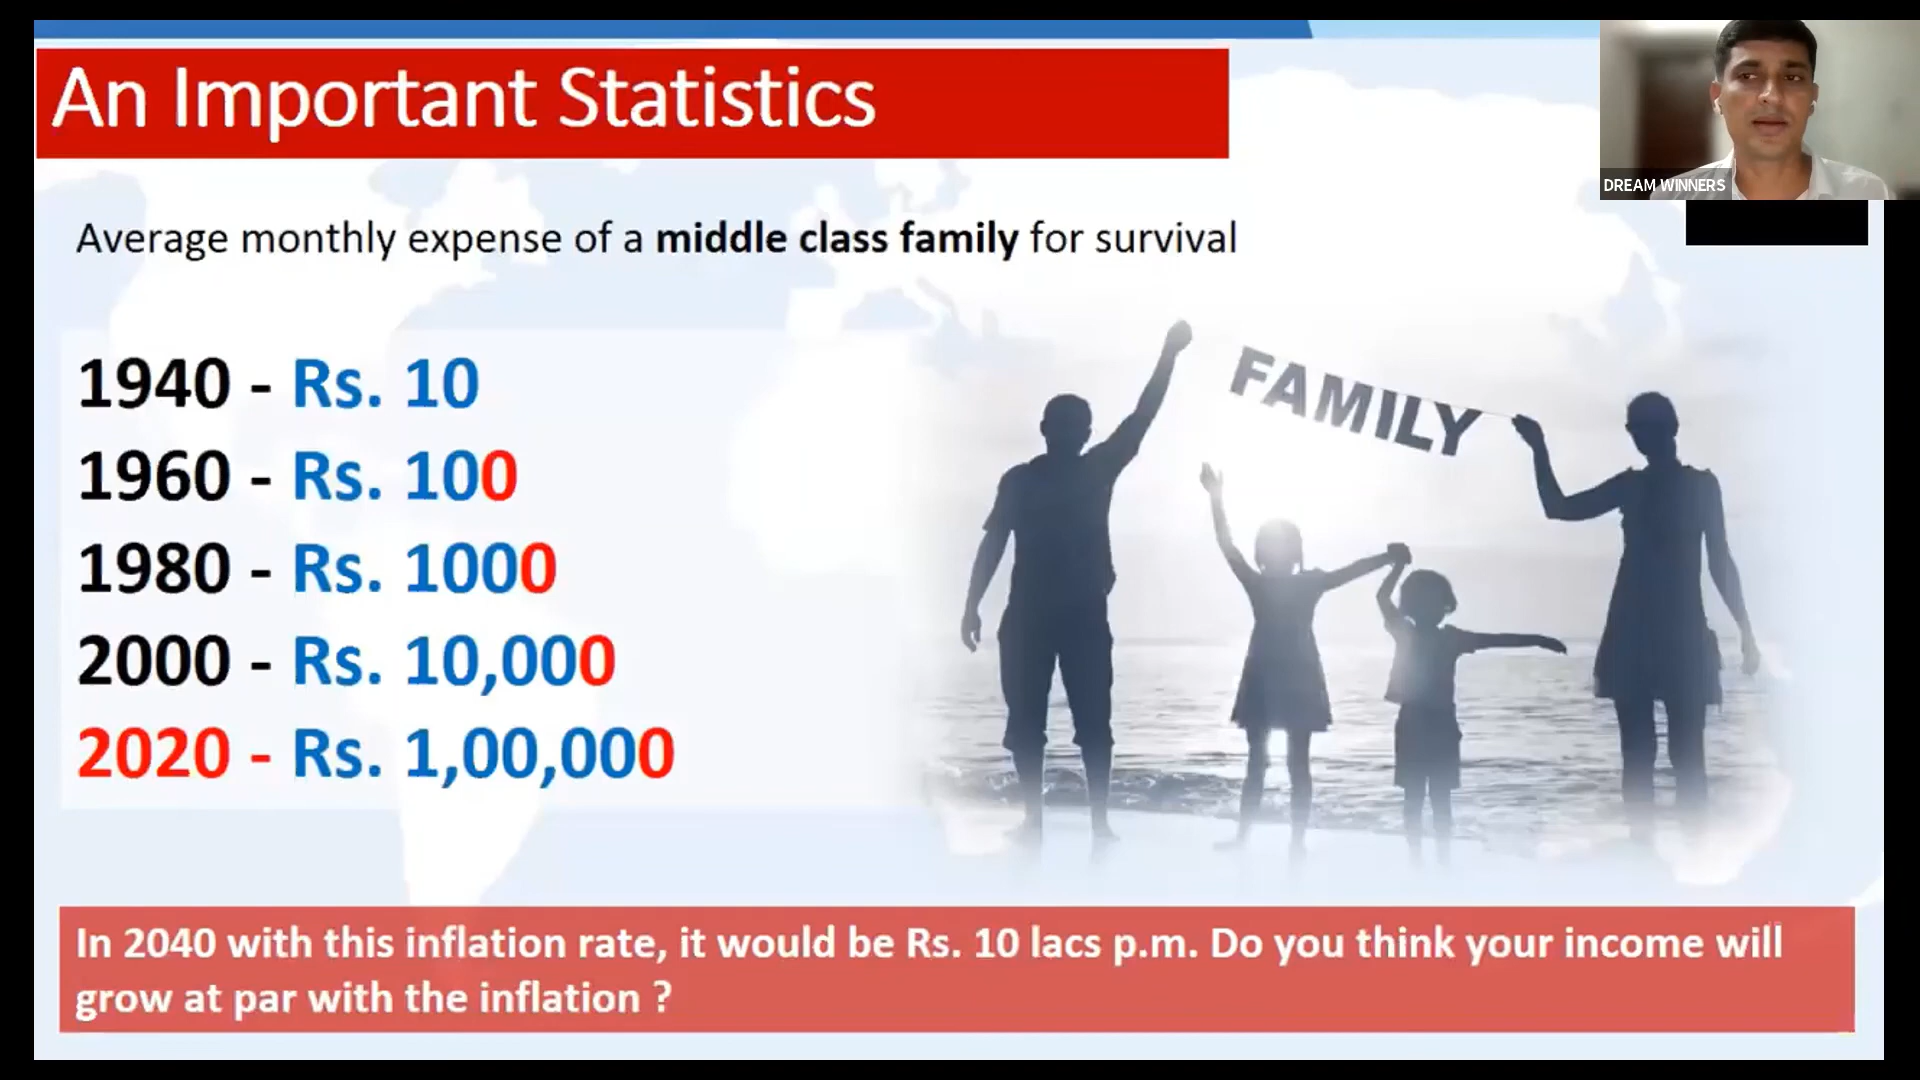 An Important Statistics
DREAM WINNERS
Average monthly expense of a middle class family for survival
FAMILY
1940 - Rs. 10
1960 - Rs. 100
1980 - Rs. 1000
2000 - Rs. 10,000
2020 - Rs. 1,00,000
In 2040 with this inflation rate, it would be Rs. 10 lacs p.m. Do you think your income will
grow at par with the inflation ?